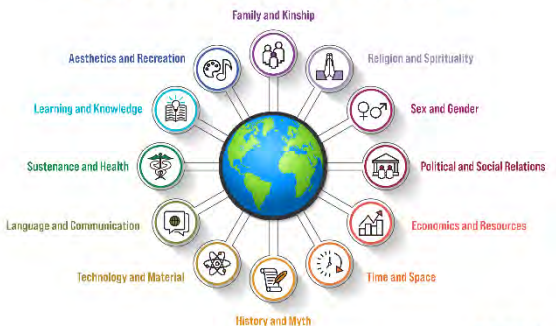 Family and Kinship
Religion and Spirituality
Sex and Gender
Political and Social Relations
Economics and Resources
Time and Space
History and Myth
Technology and Material
Language and Communication
Sustenance and Health
Learning and Knowledge
Aesthetics and Recreation